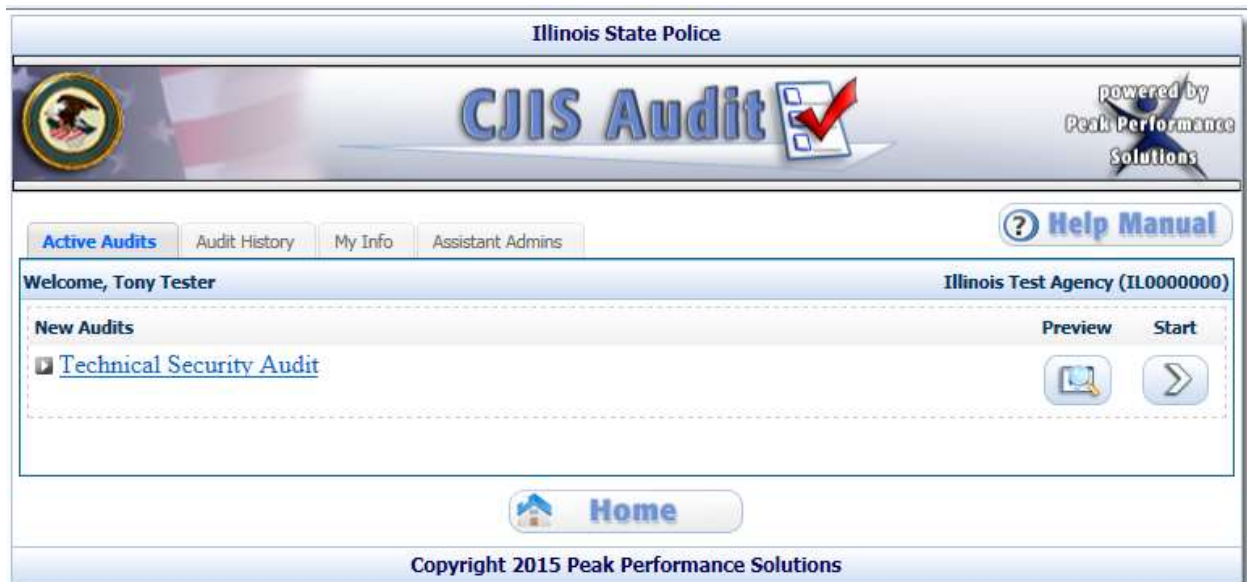 Illinois State Police
CJIS Audit
powered by
Peak Performance
Solutions
Active Audits Audit History My Info Assistant Admins
? Help Manual
Welcome, Tony Tester Illinois Test Agency (IL0000000)
New Audits Preview Start
Technical Security Audit
Home
Copyright 2015 Peak Performance Solutions